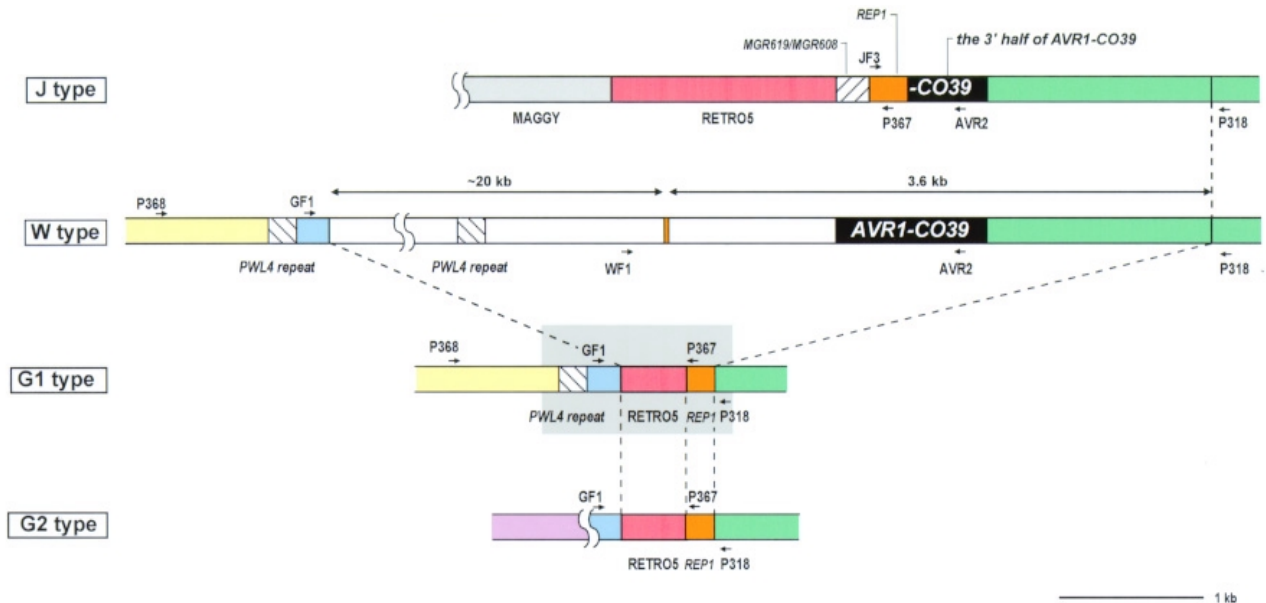 REP1
the 3' half of AVR1-CO39
MGR619/MGR608
JF3
J type
-CO39
MAGGY
RETRO5
P367
AVR2
P318
~20 kb
3.6 kb
P368
GF1
W type
AVR1-CO39
PWL4 repeat
PWL4 repeat
WF1
AVR2
P318
P368
GF1
P367
G1 type
PWL4 repeat
RETRO5
REP1
P318
GF1
P367
G2 type
RETRO5
REP1
P318
1 kb